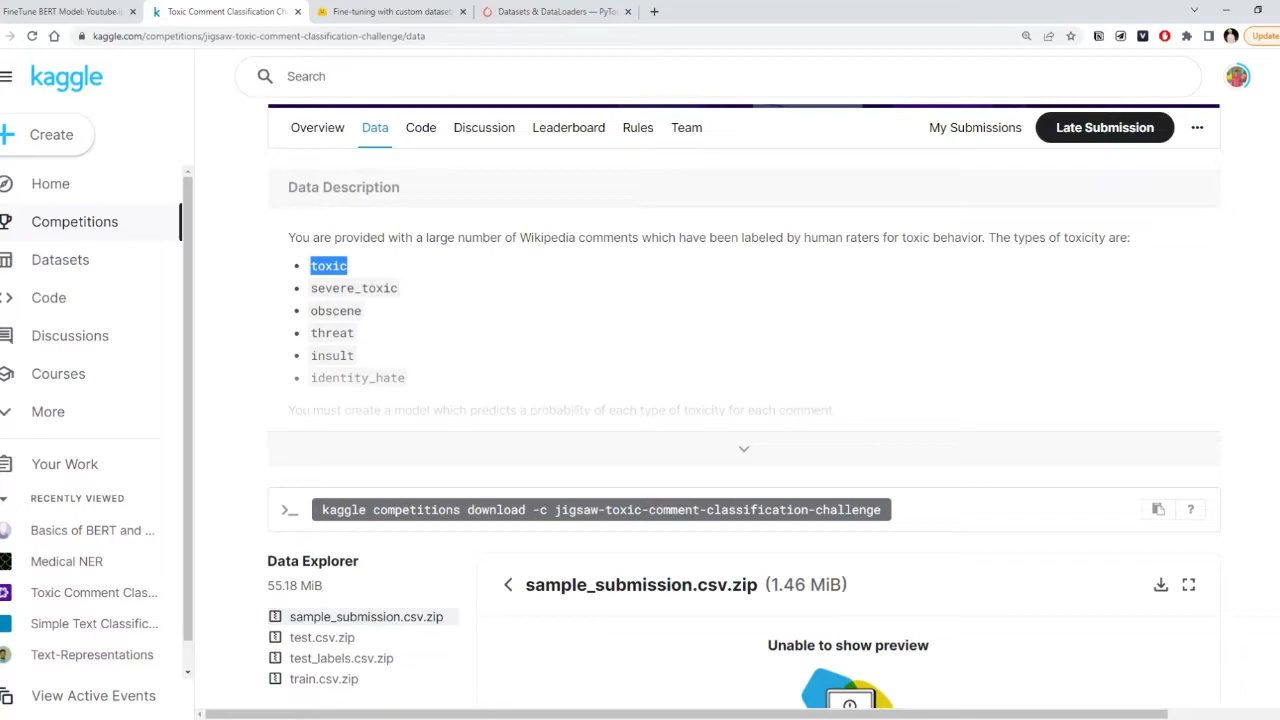 FineTune BERT Model: Youtube.ip
Toxic Comment Classification Ch
Fine-tuning with custom dataset
Datasets & DataLoaders — PyTo
kaggle.com/competitions/jigsaw-toxic-comment-classification-challenge/data
Update
kaggle
Search
Create
Overview Data Code Discussion Leaderboard Rules Team My Submissions Late Submission
Home
Competitions
Datasets
Code
Discussions
Courses
More
Your Work
RECENTLY VIEWED
Basics of BERT and ...
Medical NER
Toxic Comment Clas...
Simple Text Classific...
Text-Representations
View Active Events
Data Description
You are provided with a large number of Wikipedia comments which have been labeled by human raters for toxic behavior. The types of toxicity are:
• toxic
• severe_toxic
• obscene
• threat
• insult
• identity_hate
You must create a model which predicts a probability of each type of toxicity for each comment
>_ kaggle competitions download -c jigsaw-toxic-comment-classification-challenge ?
Data Explorer
55.18 MiB
sample_submission.csv.zip
test.csv.zip
test_labels.csv.zip
train.csv.zip
sample_submission.csv.zip (1.46 MiB)
Unable to show preview